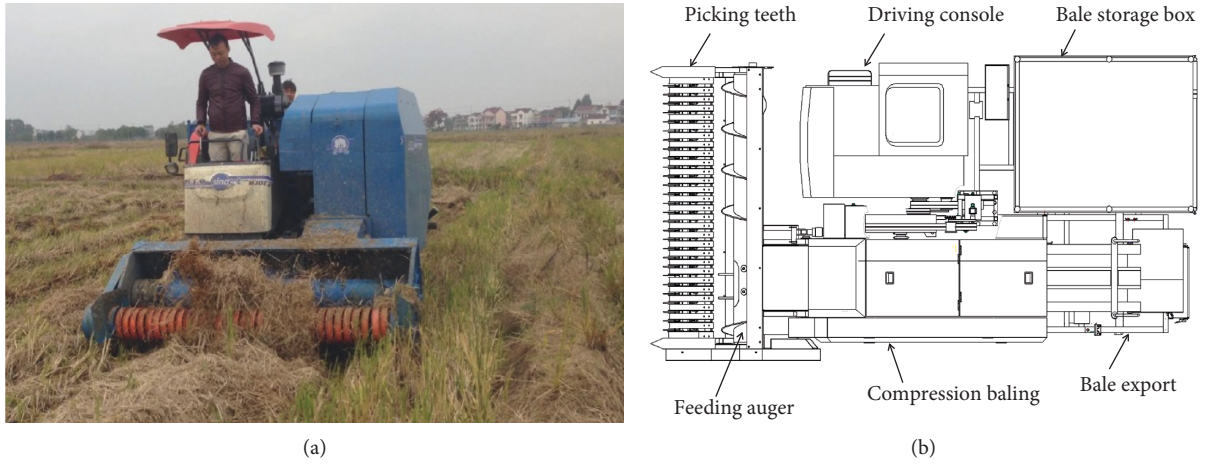 Picking teeth
Driving console
Bale storage box
Feeding auger
Compression baling
Bale export
(a)
(b)